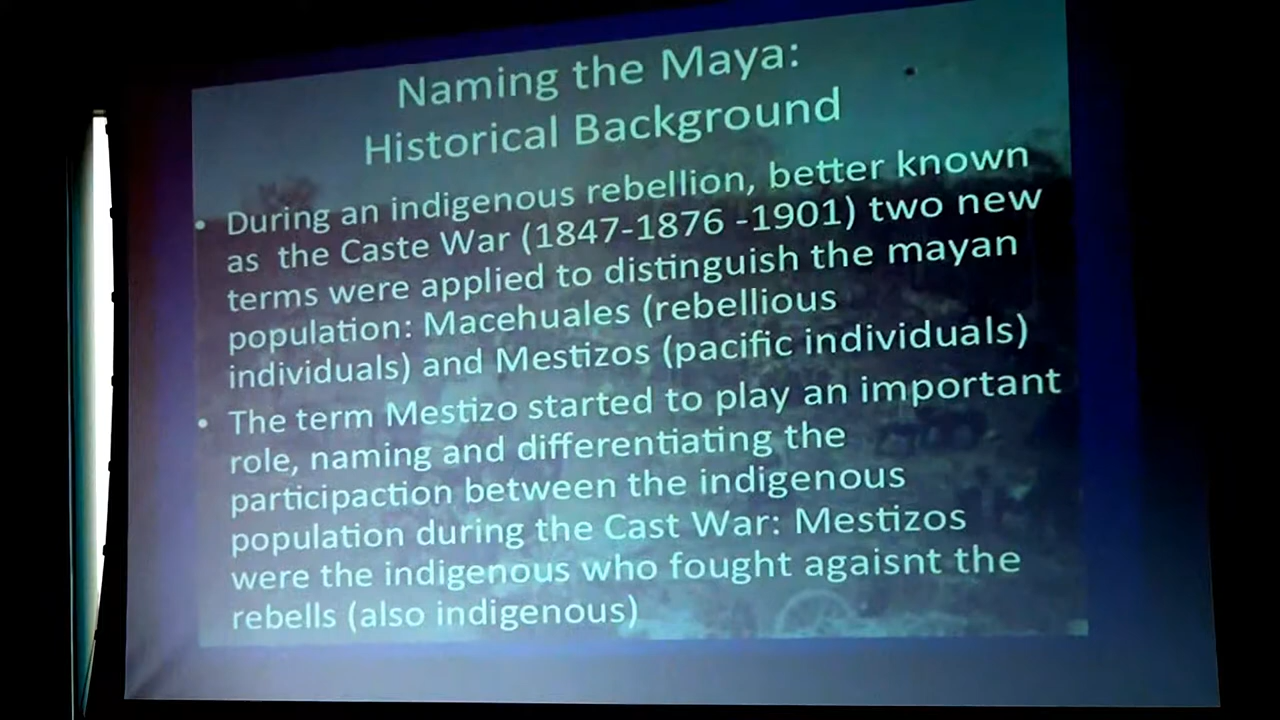 Naming the Maya:
Historical Background
• During an indigenous rebellion, better known
as the Caste War (1847-1876 -1901) two new
terms were applied to distinguish the mayan
population: Macehuales (rebellious
individuals) and Mestizos (pacific individuals)
• The term Mestizo started to play an important
role, naming and differentiating the
participaction between the indigenous
population during the Cast War: Mestizos
were the indigenous who fought agaisnt the
rebells (also indigenous)